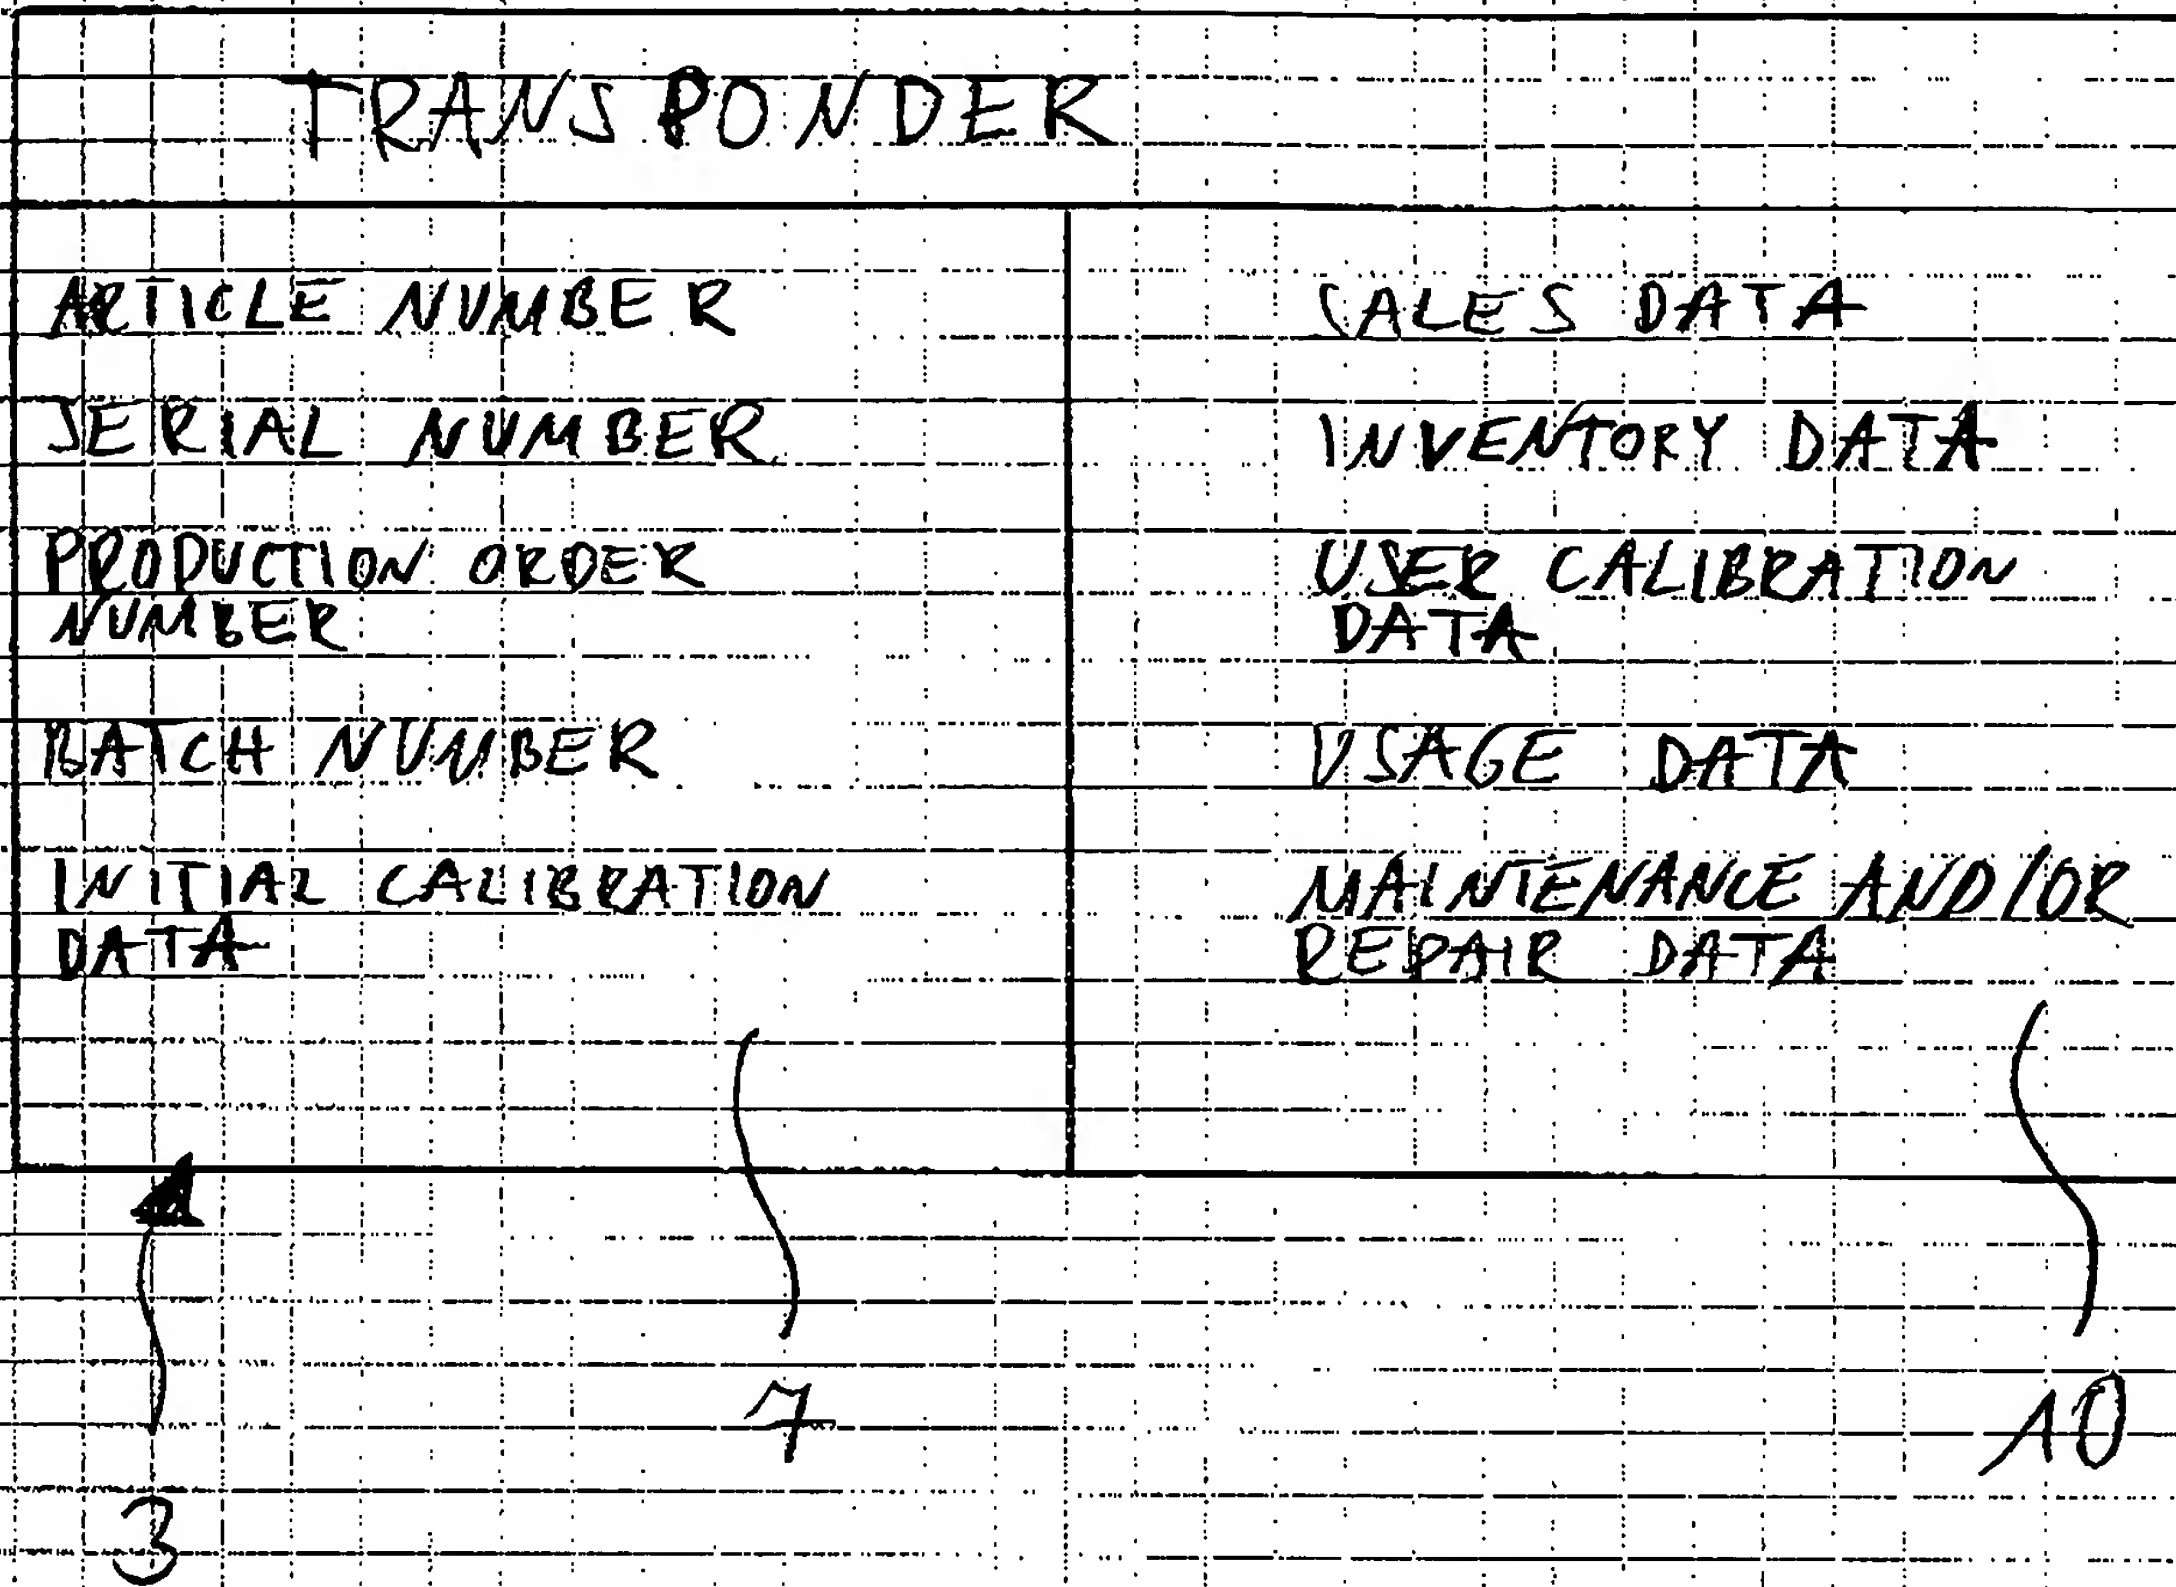 TRANSPONDER
ARTICLE NUMBER
SERIAL NUMBER
PRODUCTION ORDER
NUMBER
BATCH NUMBER
INITIAL CALIBRATION
DATA
SALES DATA
INVENTORY DATA
USER CALIBRATION
DATA
USAGE DATA
MAINTENANCE AND/OR
REPAIR DATA
7
10
3